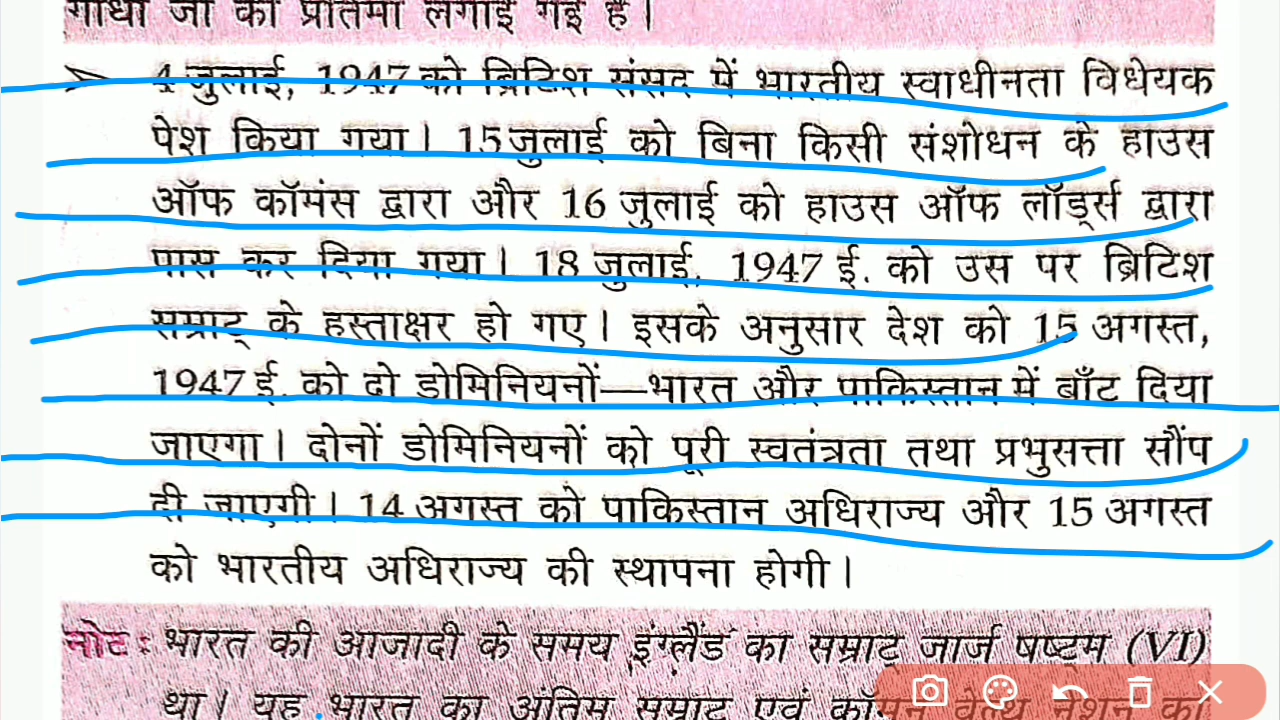 गांधी जी की प्रतिमा लगाई गई है।
➢ 4 जुलाई, 1947 को ब्रिटिश संसद में भारतीय स्वाधीनता विधेयक
पेश किया गया। 15 जुलाई को बिना किसी संशोधन के हाउस
ऑफ कॉमंस द्वारा और 16 जुलाई को हाउस ऑफ लॉर्ड्स द्वारा
पास कर दिया गया। 18 जुलाई, 1947 ई. को उस पर ब्रिटिश
सम्राट् के हस्ताक्षर हो गए। इसके अनुसार देश को 15 अगस्त,
1947 ई. को दो डोमिनियनों—भारत और पाकिस्तान में बाँट दिया
जाएगा। दोनों डोमिनियनों को पूरी स्वतंत्रता तथा प्रभुसत्ता सौंप
दी जाएगी। 14 अगस्त को पाकिस्तान अधिराज्य और 15 अगस्त
को भारतीय अधिराज्य की स्थापना होगी।
नोट : भारत की आजादी के समय इंग्लैंड का सम्राट् जार्ज षष्टम (VI)
था। यह भारत का अंतिम सम्राट एवं कॉमन वेल्थ नेशन का